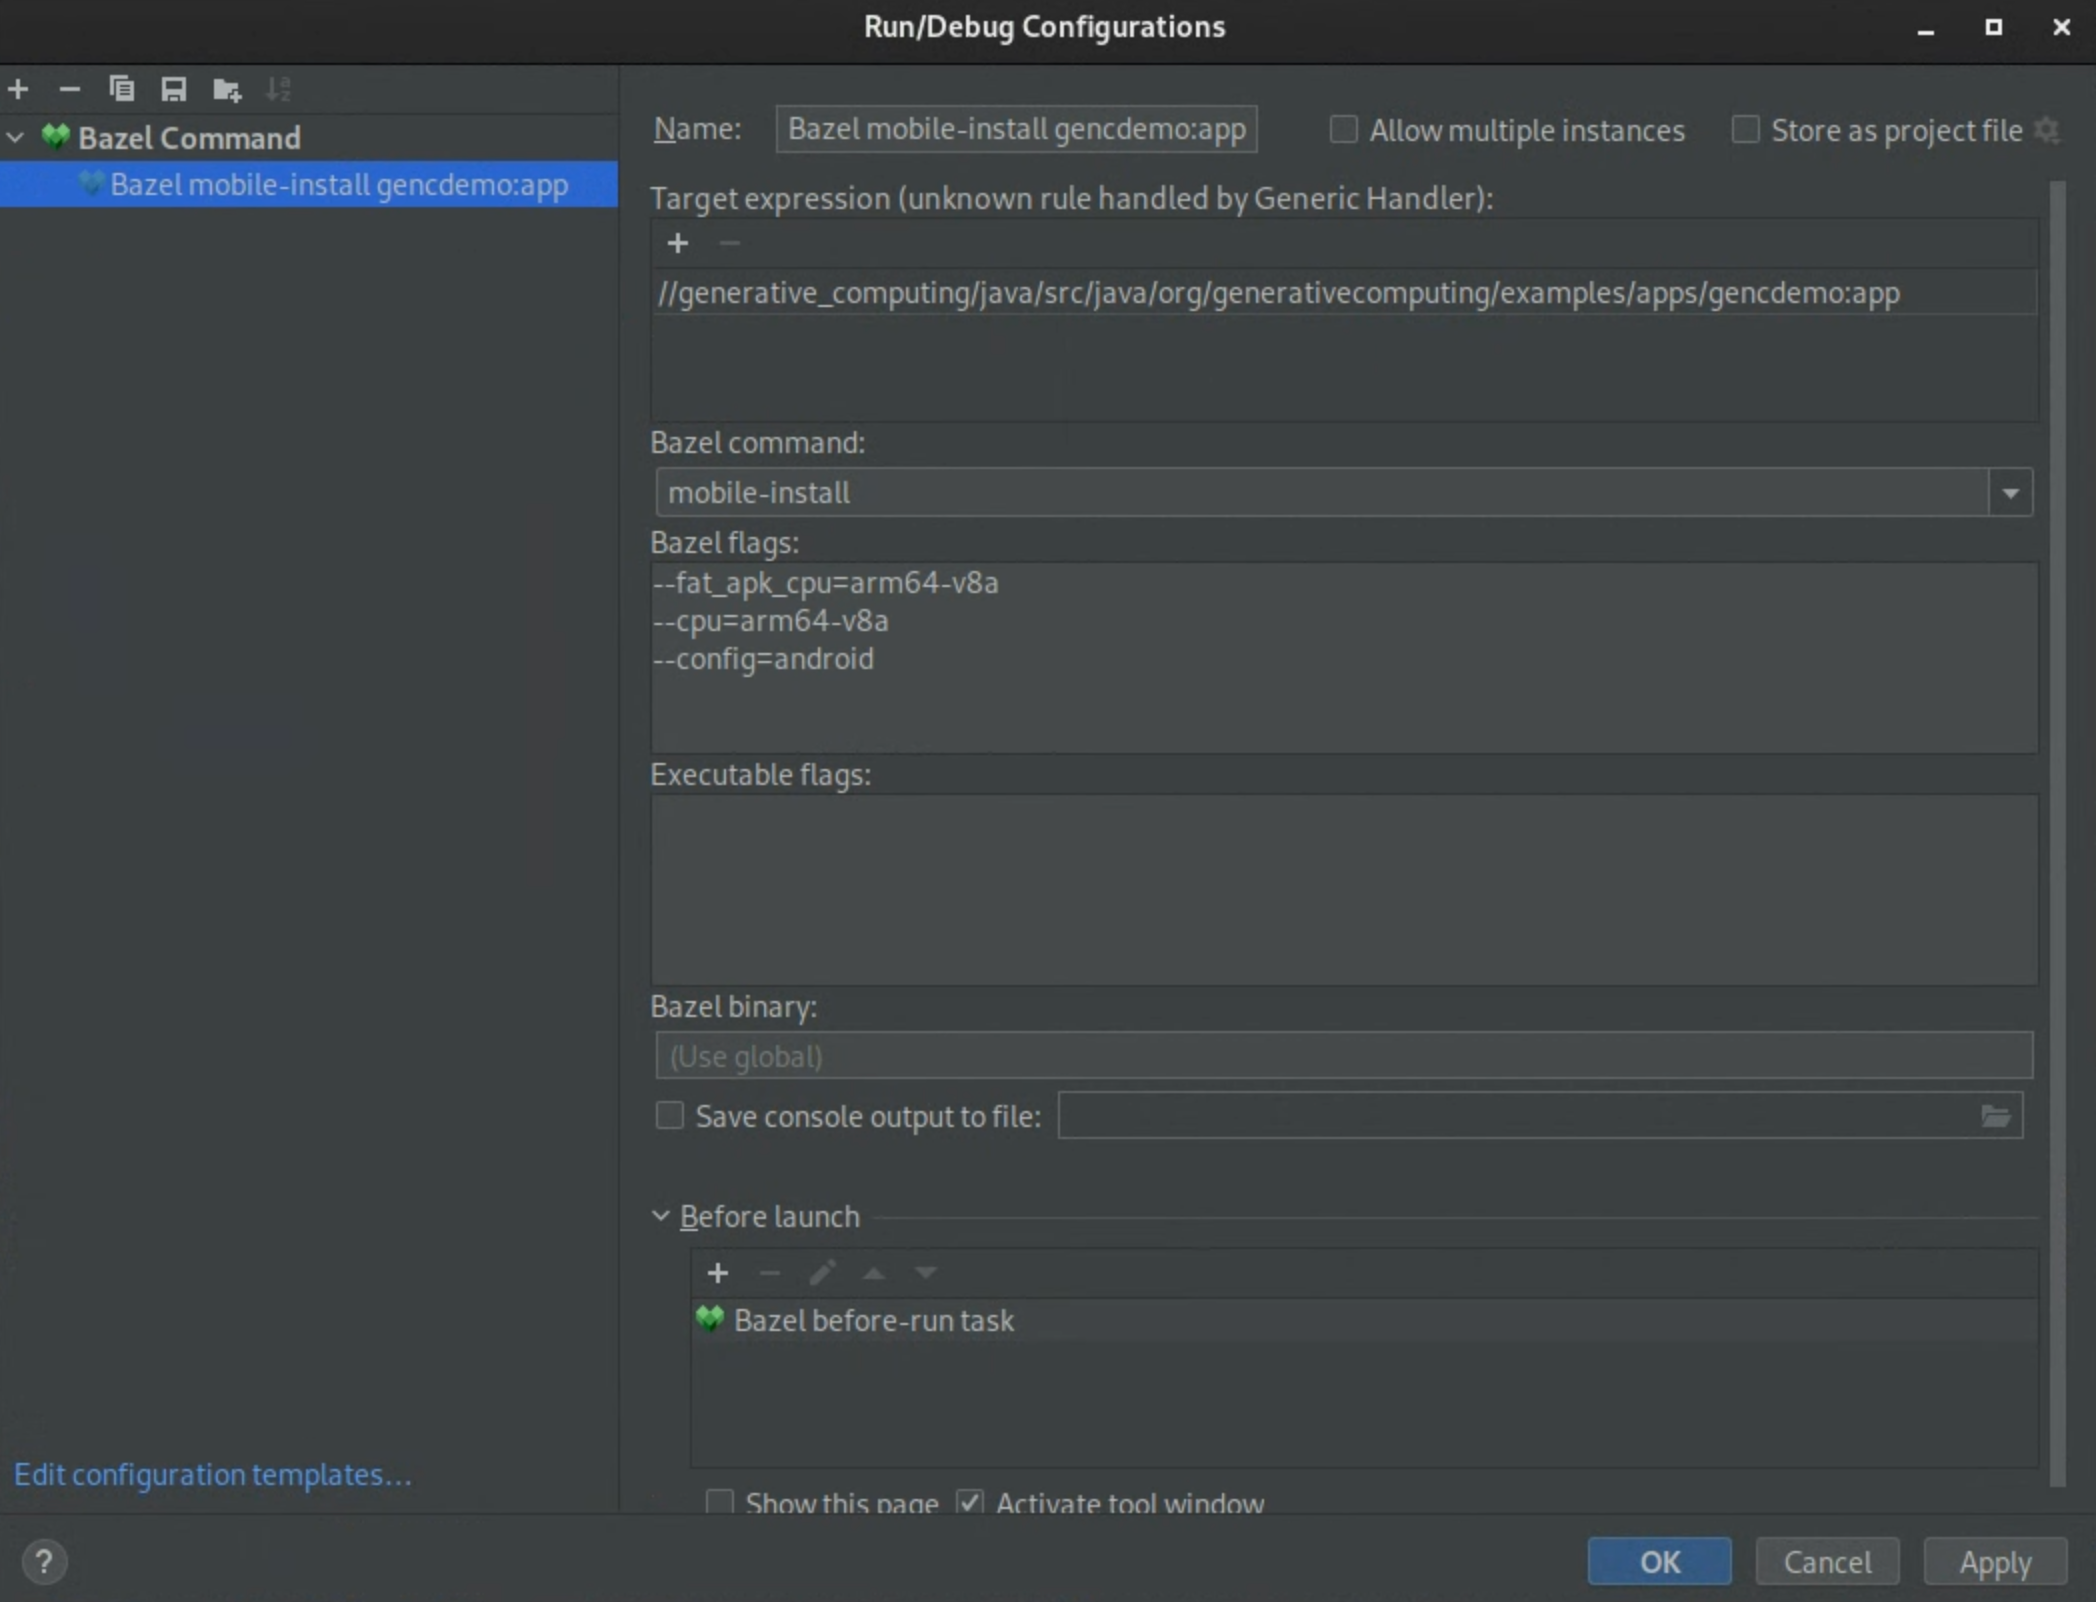 Run/Debug Configurations
Bazel Command
Bazel mobile-install gencdemo:app
Edit configuration templates...
Name: Bazel mobile-install gencdemo:app Allow multiple instances Store as project file
Target expression (unknown rule handled by Generic Handler):
//generative_computing/java/src/java/org/generativecomputing/examples/apps/gencdemo:app
Bazel command:
mobile-install
Bazel flags:
--fat_apk_cpu=arm64-v8a
--cpu=arm64-v8a
--config=android
Executable flags:
Bazel binary:
(Use global)
Save console output to file:
Before launch
Bazel before-run task
Show this page Activate tool window
? OK Cancel Apply